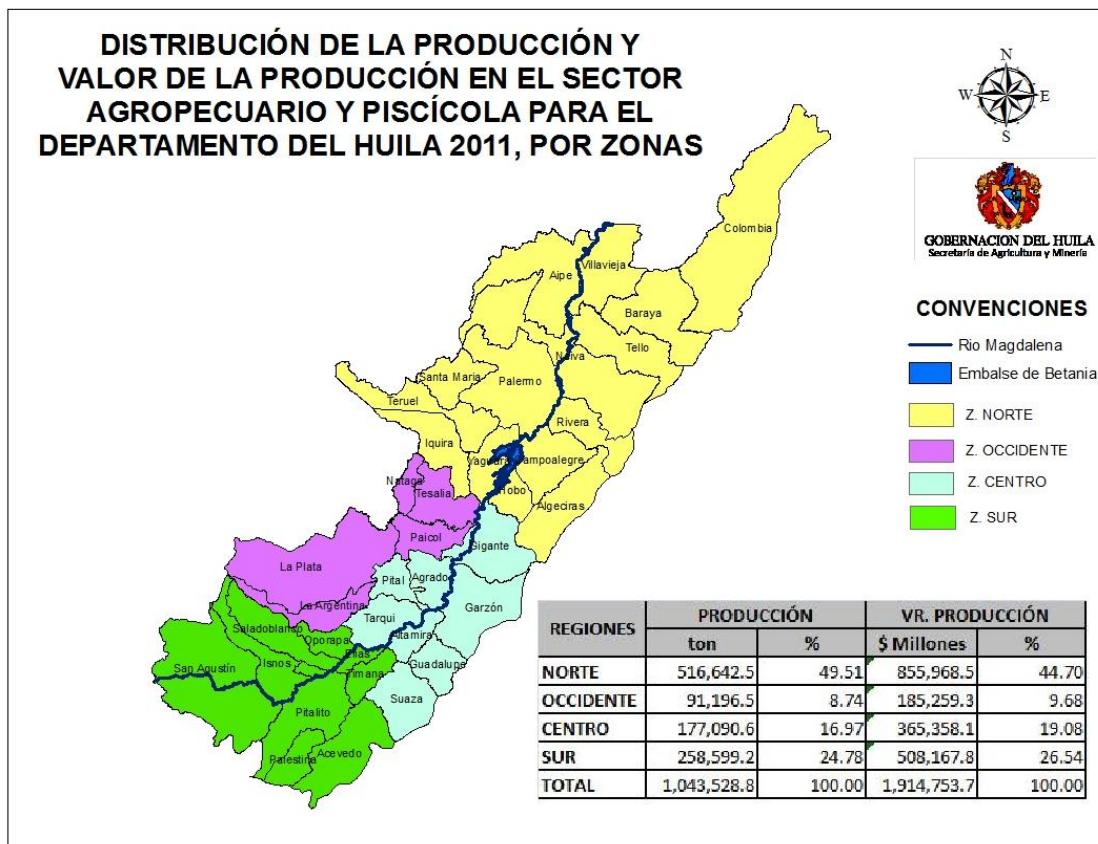 DISTRIBUCIÓN DE LA PRODUCCIÓN Y
VALOR DE LA PRODUCCIÓN EN EL SECTOR
AGROPECUARIO Y PISCÍCOLA PARA EL
DEPARTAMENTO DEL HUILA 2011, POR ZONAS
N
W E
S
GOBERNACION DEL HUILA
Secretaría de Agricultura y Minería
CONVENCIONES
Rio Magdalena
Embalse de Betania
Z. NORTE
Z. OCCIDENTE
Z. CENTRO
Z. SUR
Colombia
Villavieja
Aipe
Baraya
Tello
Neiva
Santa Maria
Palermo
Teruel
Rivera
Iquira
Yaguara
ampoalegre
Hobo
Nataga
Tesalia
Algeciras
Paicol
Gigante
La Plata
Pital
Agrado
Garzón
La Argentina
Tarqui
Altamira
Saladoblanco
Oporapa
Elias
Guadalupe
San Agustín
Isnos
Timana
Suaza
Pitalito
Palestina
Acevedo
REGIONES PRODUCCIÓN VR. PRODUCCIÓN
ton % $ Millones %
NORTE 516,642.5 49.51 855,968.5 44.70
OCCIDENTE 91,196.5 8.74 185,259.3 9.68
CENTRO 177,090.6 16.97 365,358.1 19.08
SUR 258,599.2 24.78 508,167.8 26.54
TOTAL 1,043,528.8 100.00 1,914,753.7 100.00